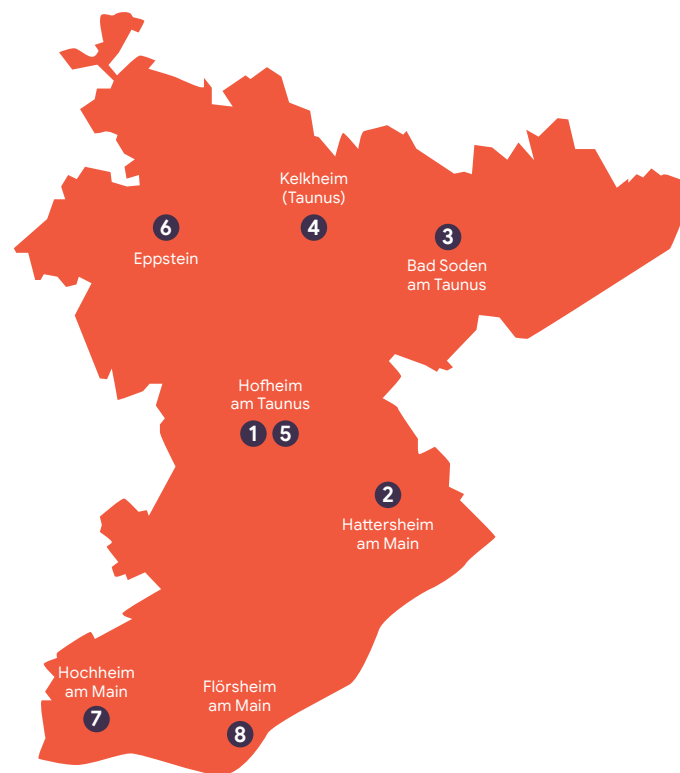 Kelkheim
(Taunus)
6
4
3
Eppstein
Bad Soden
am Taunus
Hofheim
am Taunus
1 5
2
Hattersheim
am Main
Hochheim
am Main
7
Flörsheim
am Main
8